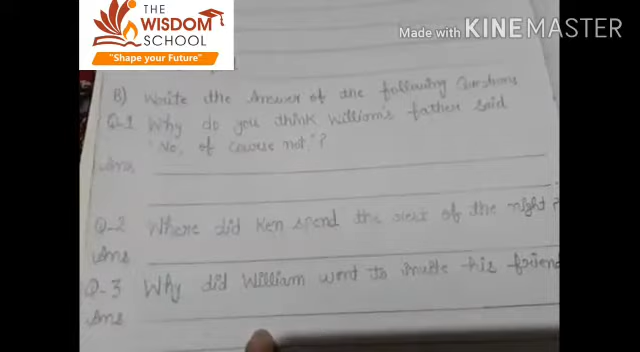 THE
WISDOM
SCHOOL
"Shape your Future"
Made with KINEMASTER
B) Write the Answer of the following Questions
Q-1 Why do you think William's father said
"No, of course not."?
Ans
Q-2 Where did Ken spend the rest of the night?
Ans
Q-3 Why did William went to invite his friend
Ans